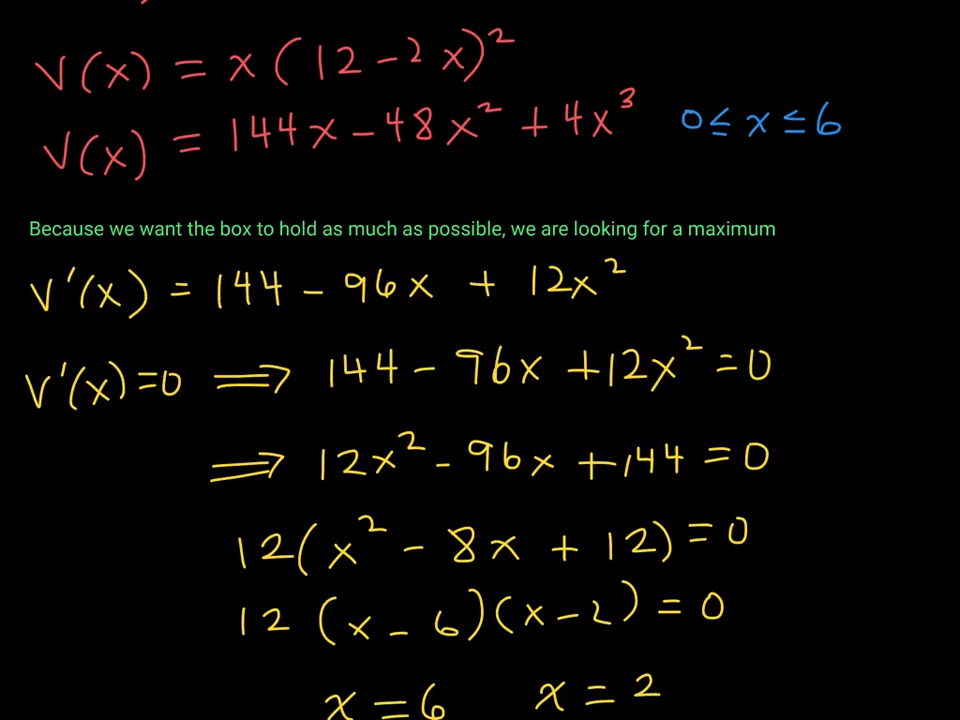 V(x) = x(12 - 2x)²
V(x) = 144x - 48x² + 4x³ 0 ≤ x ≤ 6
Because we want the box to hold as much as possible, we are looking for a maximum
V'(x) = 144 - 96x + 12x²
V'(x) = 0 ⟹ 144 - 96x + 12x² = 0
⟹ 12x² - 96x + 144 = 0
12(x² - 8x + 12) = 0
12 (x - 6)(x - 2) = 0
x = 6 x = 2